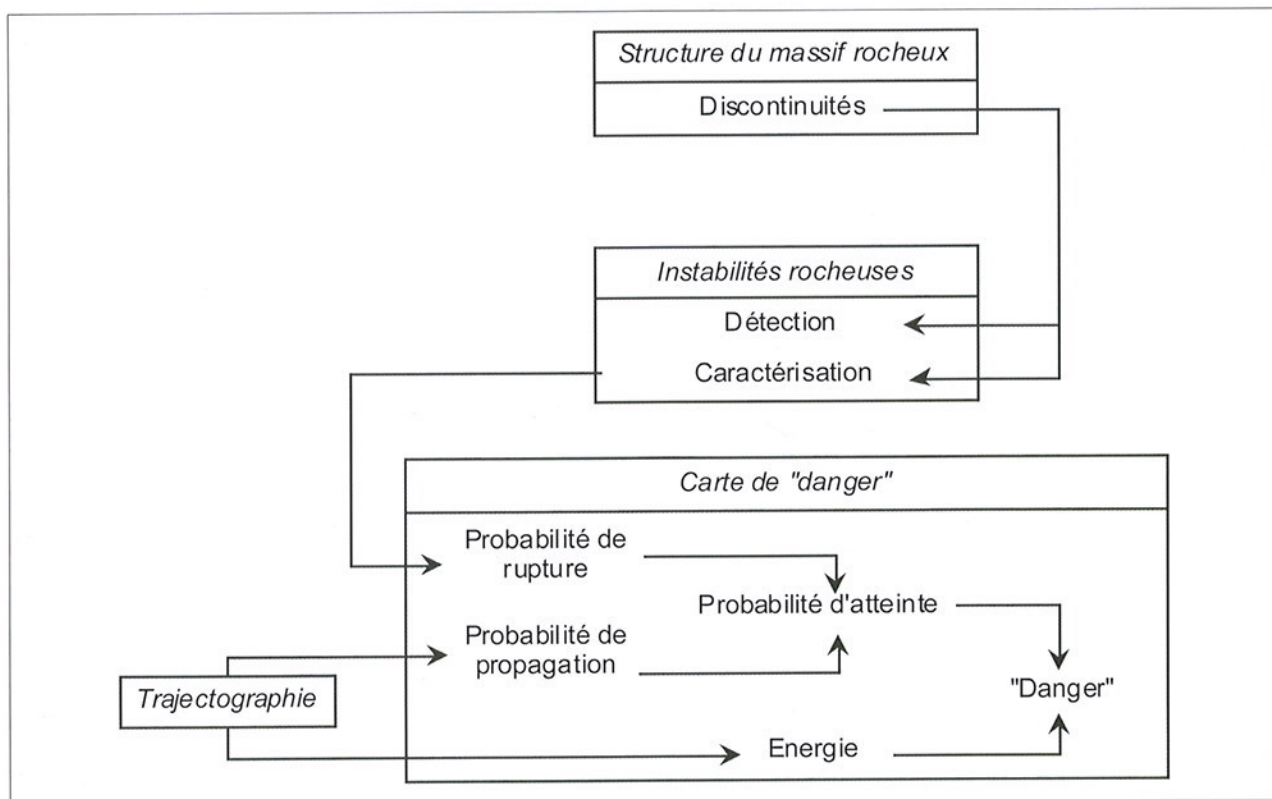 Structure du massif rocheux
Discontinuités
Instabilités rocheuses
Détection
Caractérisation
Carte de "danger"
Probabilité de
rupture
Probabilité d'atteinte
Probabilité de
propagation
Trajectographie
"Danger"
Energie